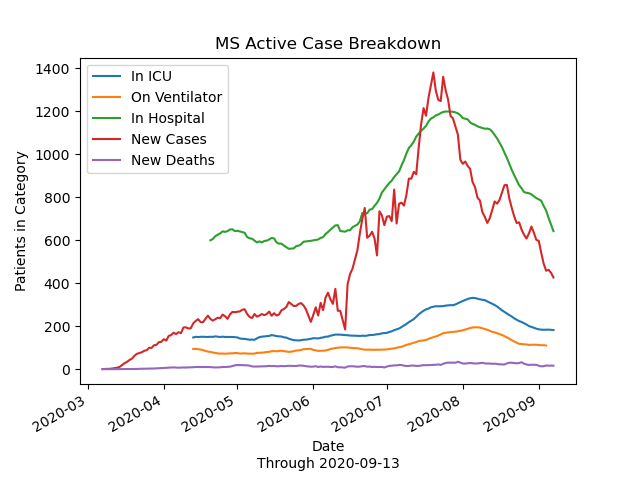 MS Active Case Breakdown
1400
1200
1000
800
600
400
200
0
Patients in Category
In ICU
On Ventilator
In Hospital
New Cases
New Deaths
2020-03
2020-04
2020-05
2020-06
2020-07
2020-08
2020-09
Date
Through 2020-09-13